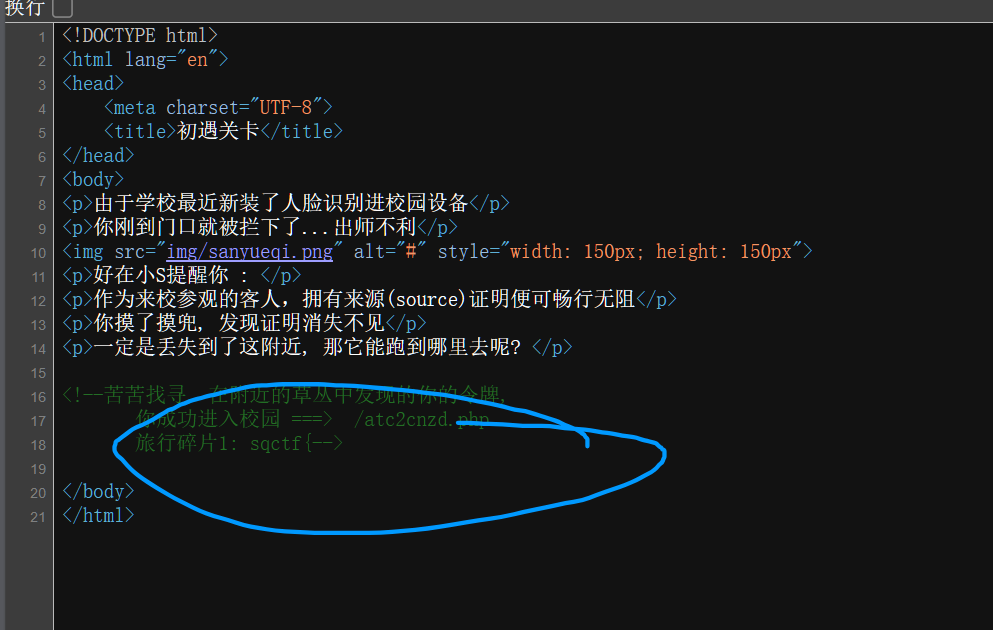 换行
1 <!DOCTYPE html>
2 <html lang="en">
3 <head>
4 <meta charset="UTF-8">
5 <title>初遇关卡</title>
6 </head>
7 <body>
8 <p>由于学校最近新装了人脸识别进校园设备</p>
9 <p>你刚到门口就被拦下了...出师不利</p>
10 <img src="img/sanyueqi.png" alt="#" style="width: 150px; height: 150px">
11 <p>好在小S提醒你 : </p>
12 <p>作为来校参观的客人，拥有来源(source)证明便可畅行无阻</p>
13 <p>你摸了摸兜, 发现证明消失不见</p>
14 <p>一定是丢失到了这附近, 那它能跑到哪里去呢? </p>
15
16 <!--苦苦找寻，在附近的草丛中发现的你的令牌,
17 你成功进入校园 ===> /atc2cnzd.php
18 旅行碎片1: sqctf{-->
19
20 </body>
21 </html>